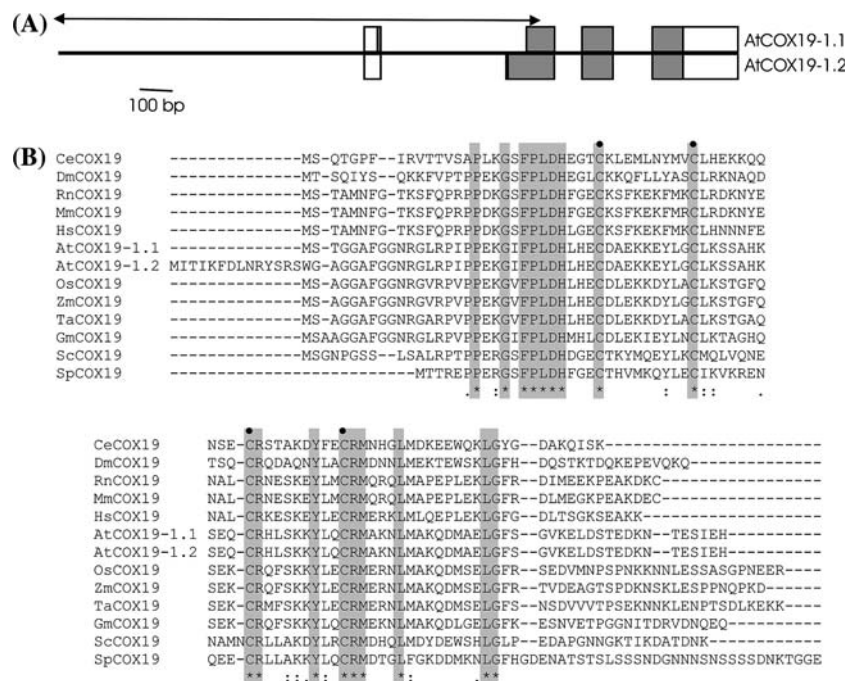 (A)
AtCOX19-1.1
AtCOX19-1.2
100 bp
(B)
CeCOX19 -------------MS-QTGPF-IRVTTVSAPLKGSFPLDHEGTCKLEMLNYMVCLHEKKQQ
DmCOX19 -------------MT-SQIYS-QKKFVPTPPEKGSFPLDHEGLCKKQFLLYASCLRKNAQD
RnCOX19 -------------MS-TAMNFG-TKSFQPRPPDKGSFPLDHFGECKSFKEKFMKCLRDKNYE
MmCOX19 -------------MS-TAMNFG-TKSFQPRPPDKGSFPLDHFGECKSFKEKFMRCLRDKNYE
HsCOX19 -------------MS-TAMNFG-TKSFQPRPPDKGSFPLDHLGECKSFKEKFMKCLHNNNFE
AtCOX19-1.1 -------------MS-TGGAFGGNRGLRPIPPEKGIFPLDHLHECDAEKKEYLGCLKSSAHK
AtCOX19-1.2 MITIKFDLNRYSRSWG-AGGAFGGNRGLRPIPPEKGIFPLDHLHECDAEKKEYLGCLKSSAHK
OsCOX19 -------------MS-AGGAFGGNRGVRPVPPEKGVFPLDHLHECDLEKKDYLACLKSTGFQ
ZmCOX19 -------------MS-AGGAFGGNRGVRPVPPEKGVFPLDHLHECDLEKKDYLACLKSTGFQ
TaCOX19 -------------MS-AGGAFGGNRGARPVPPEKGVFPLDHLHECDLEKKDYLACLKSTGAQ
GmCOX19 -------------MSAAGGAFGGNRGLRPVPPEKGIFPLDHMHLCDLEKKEYLNCLKTAGHQ
ScCOX19 -------------MSGNPGSS--LSALRPTPPERGSFPLDHDGECTKYMQEYLKCMQLVQNE
SpCOX19 ------------------------MTTREPPPERGSFPLDHEGECTHVMKQYLECIKVKREN
.* :* ***** * : *:: .
CeCOX19 NSE-CRSTAKDYFECRMNHGLMDKEEWQKLGYG--DAKQISK---------------------
DmCOX19 TSQ-CRQDAQNYLACRMDNNLMEKTEWSKLGFH--DQSTKTDQKEPEVQKQ------------
RnCOX19 NAL-CRNESKEYLMCRMQRQLMAPEPLEKLGFR--DIMEEKPEAKDKC---------------
MmCOX19 NAL-CRNESKEYLMCRMQRQLMAPEPLEKLGFR--DLMEGKPEAKDEC---------------
HsCOX19 NAL-CRKESKEYLECRMERKLMLQEPLEKLGFG--DLTSGKSEAKK-----------------
AtCOX19-1.1 SEQ-CRHLSKKYLQCRMAKNLMAKQDMAELGFS--GVKELDSTEDKN--TESIEH--------
AtCOX19-1.2 SEQ-CRHLSKKYLQCRMAKNLMAKQDMAELGFS--GVKELDSTEDKN--TESIEH--------
OsCOX19 SEK-CRQFSKKYLECRMERNLMAKQDMSELGFR--SEDVMNPSPNKKNNLESSASGPNEER--
ZmCOX19 SEK-CRQFSKKYLECRMERNLMAKQDMSELGFR--TVDEAGTSPDKNSKLESPPNQPKD----
TaCOX19 SEK-CRMFSKKYLECRMERNLMAKQDMSELGFR--NSDVVVTPSEKNNKLENPTSDLKEKK--
GmCOX19 SEK-CRLLSKKYLQCRMEKNLMAKQDLGELGFK--ESNVETPGGNITDRVDNQEQ--------
ScCOX19 NAMNCRLLAKDYLRCRMDHQLMDYDEWSHLGLP--EDAPGNNGKTIKDATDNK----------
SpCOX19 QEE-CRLLAKKYLQCRMDTGLFGKDDMKNLGFHGDENATSTSLSSSNDGNNNSNSSSSDNKTGGE
** ::.*: *** *: .**